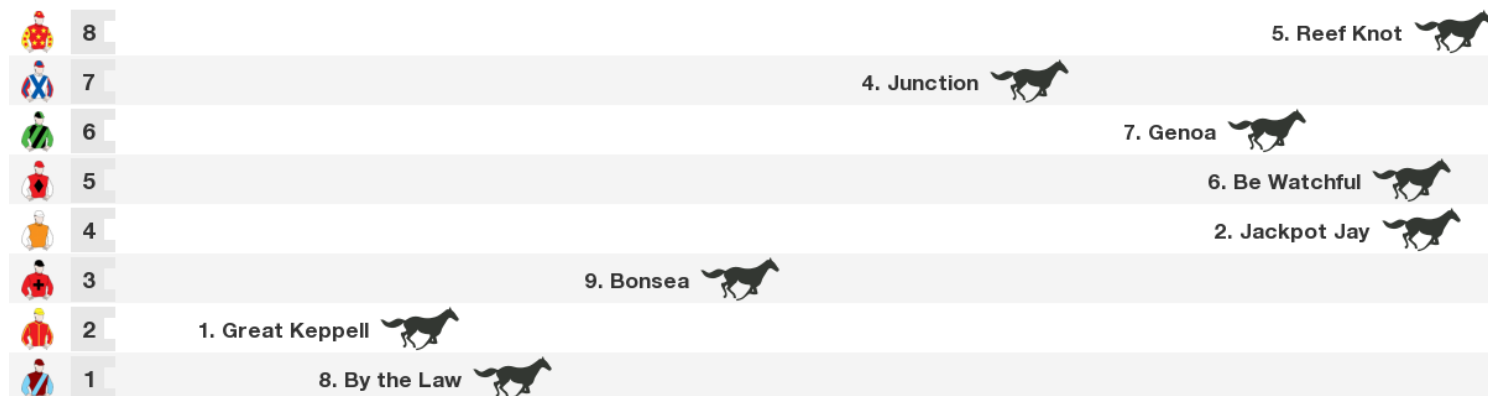 8 5. Reef Knot
7 4. Junction
6 7. Genoa
5 6. Be Watchful
4 2. Jackpot Jay
3 9. Bonsea
2 1. Great Keppell
1 8. By the Law